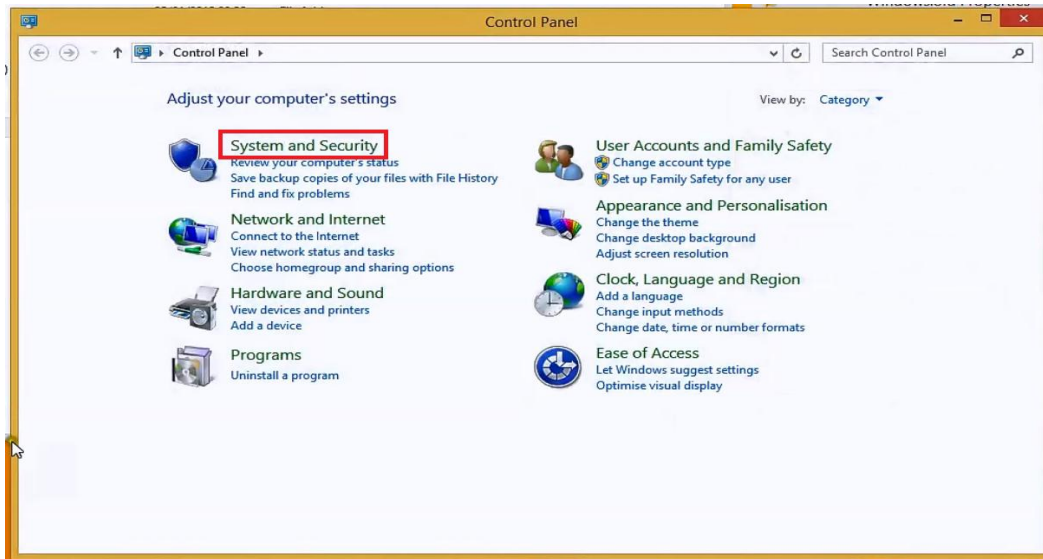 Control Panel
Control Panel
Search Control Panel
Adjust your computer's settings
View by: Category
System and Security
Review your computer's status
Save backup copies of your files with File History
Find and fix problems
Network and Internet
Connect to the Internet
View network status and tasks
Choose homegroup and sharing options
Hardware and Sound
View devices and printers
Add a device
Programs
Uninstall a program
User Accounts and Family Safety
Change account type
Set up Family Safety for any user
Appearance and Personalisation
Change the theme
Change desktop background
Adjust screen resolution
Clock, Language and Region
Add a language
Change input methods
Change date, time or number formats
Ease of Access
Let Windows suggest settings
Optimise visual display